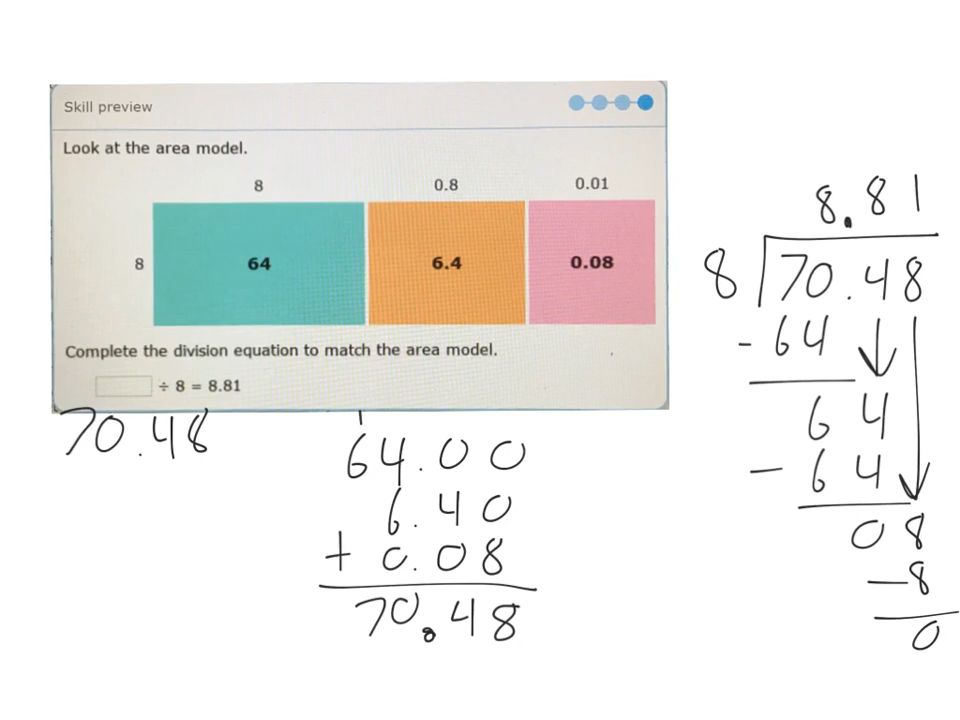 Skill preview
Look at the area model.
8 0.8 0.01
8 64 6.4 0.08
Complete the division equation to match the area model.
÷ 8 = 8.81
70.48
1
64.00
6.40
+ 0.08
70.48
8.81
8 70.48
- 64
64
- 64
08
- 8
0